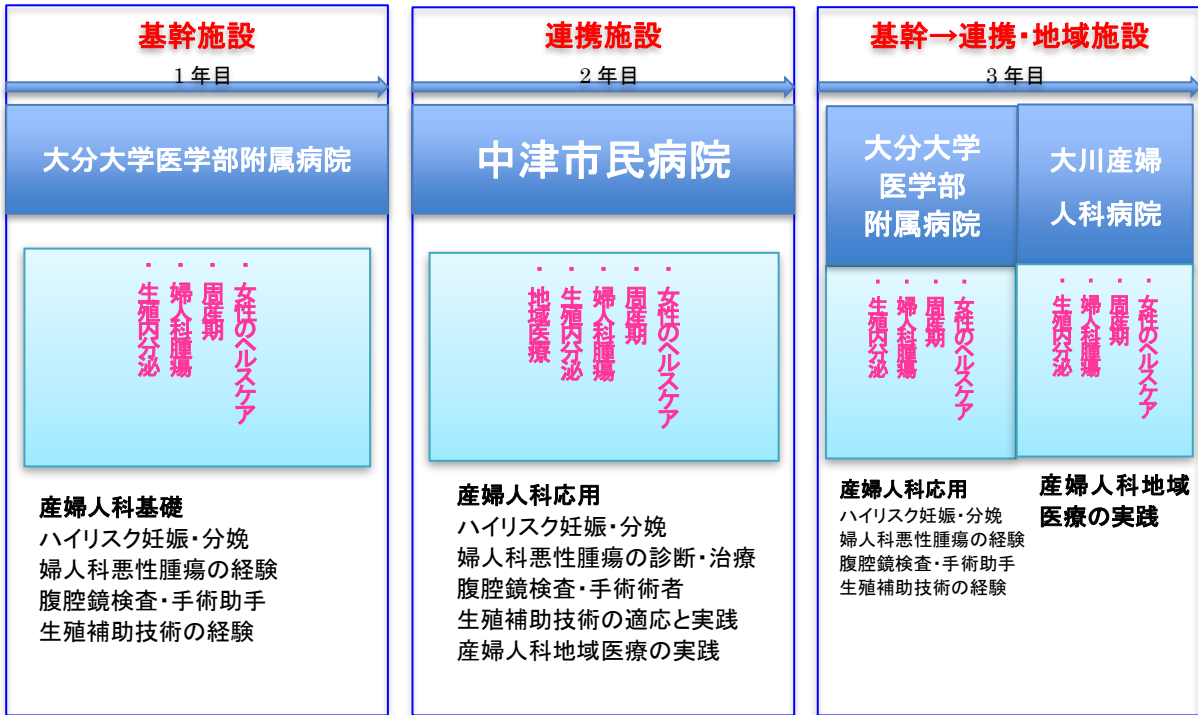 基幹施設
1年目
大分大学医学部附属病院
・女性のヘルスケア
・周産期
・婦人科腫瘍
・生殖内分泌
産婦人科基礎
ハイリスク妊娠・分娩
婦人科悪性腫瘍の経験
腹腔鏡検査・手術助手
生殖補助技術の経験
連携施設
2年目
中津市民病院
・女性のヘルスケア
・周産期
・婦人科腫瘍
・生殖内分泌
・地域医療
産婦人科応用
ハイリスク妊娠・分娩
婦人科悪性腫瘍の診断・治療
腹腔鏡検査・手術術者
生殖補助技術の適応と実践
産婦人科地域医療の実践
基幹→連携・地域施設
3年目
大分大学
医学部
附属病院
・女性のヘルスケア
・周産期
・婦人科腫瘍
・生殖内分泌
産婦人科応用
ハイリスク妊娠・分娩
婦人科悪性腫瘍の経験
腹腔鏡検査・手術助手
生殖補助技術の経験
大川産婦
人科病院
・女性のヘルスケア
・周産期
・婦人科腫瘍
・生殖内分泌
産婦人科地域
医療の実践